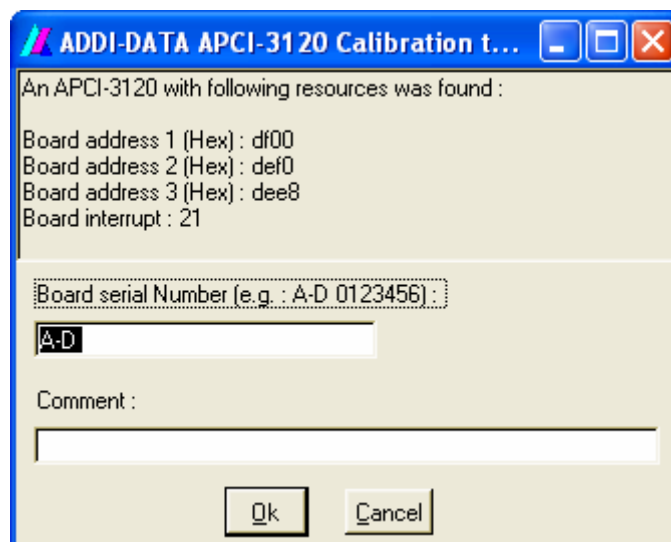 ADDI-DATA APCI-3120 Calibration t...
An APCI-3120 with following resources was found :
Board address 1 (Hex) : df00
Board address 2 (Hex) : def0
Board address 3 (Hex) : dee8
Board interrupt : 21
Board serial Number (e.g. : A-D 0123456) :
A-D
Comment :
Ok Cancel